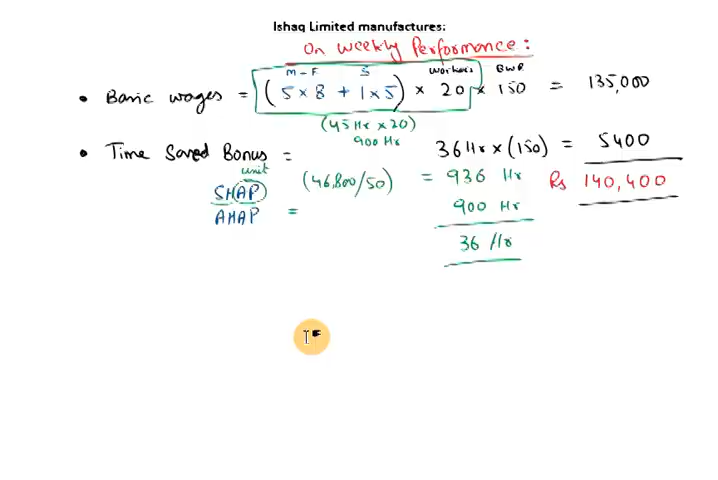 Ishaq Limited manufactures:
On Weekly Performance:
M-F S Workers B.W.R
• Basic wages = (5 × 8 + 1 × 5) × 20 × 150 = 135,000
(45 Hr × 20)
900 Hr
• Time Saved Bonus = 36 Hr × (150) = 5400
unit
SHAP (46,800/50) = 936 Hr Rs 140,400
AHAP = 900 Hr
36 Hr